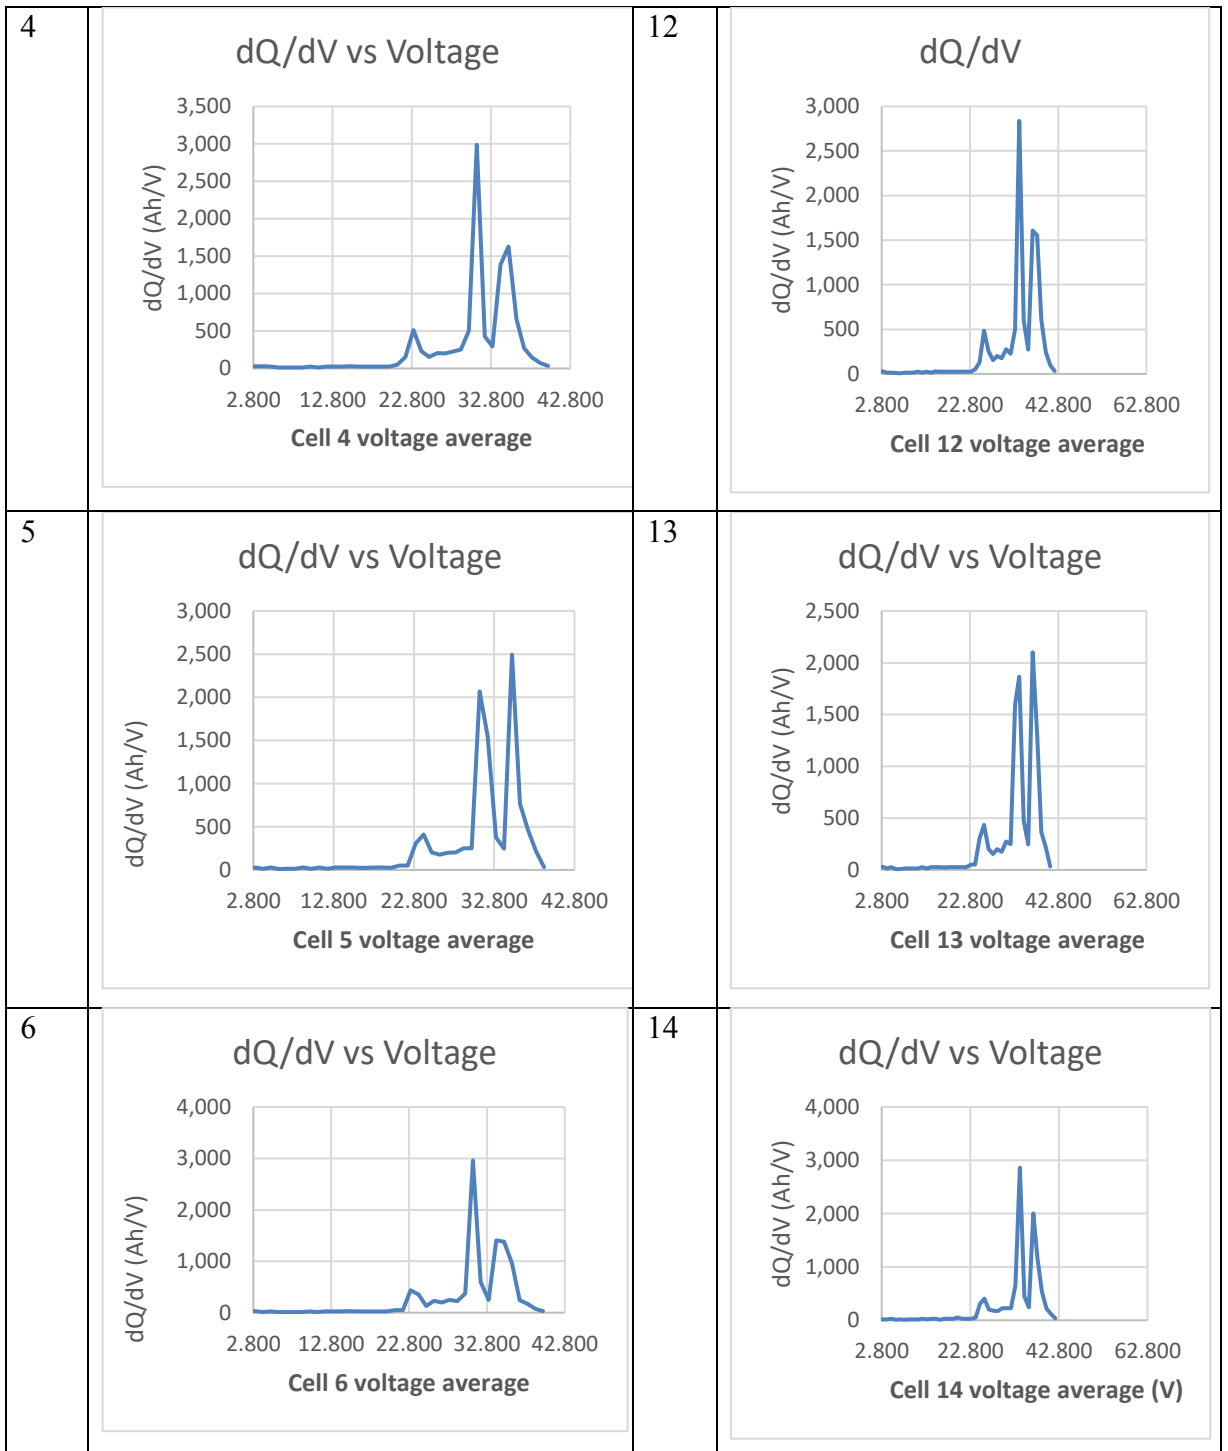 4
dQ/dV vs Voltage
3,500
3,000
2,500
2,000
1,500
1,000
500
0
dQ/dV (Ah/V)
2.800 12.800 22.800 32.800 42.800
Cell 4 voltage average
12
dQ/dV
3,000
2,500
2,000
1,500
1,000
500
0
dQ/dV (Ah/V)
2.800 22.800 42.800 62.800
Cell 12 voltage average
5
dQ/dV vs Voltage
3,000
2,500
2,000
1,500
1,000
500
0
dQ/dV (Ah/V)
2.800 12.800 22.800 32.800 42.800
Cell 5 voltage average
13
dQ/dV vs Voltage
2,500
2,000
1,500
1,000
500
0
dQ/dV (Ah/V)
2.800 22.800 42.800 62.800
Cell 13 voltage average
6
dQ/dV vs Voltage
4,000
3,000
2,000
1,000
0
dQ/dV (Ah/V)
2.800 12.800 22.800 32.800 42.800
Cell 6 voltage average
14
dQ/dV vs Voltage
4,000
3,000
2,000
1,000
0
dQ/dV (Ah/V)
2.800 22.800 42.800 62.800
Cell 14 voltage average (V)